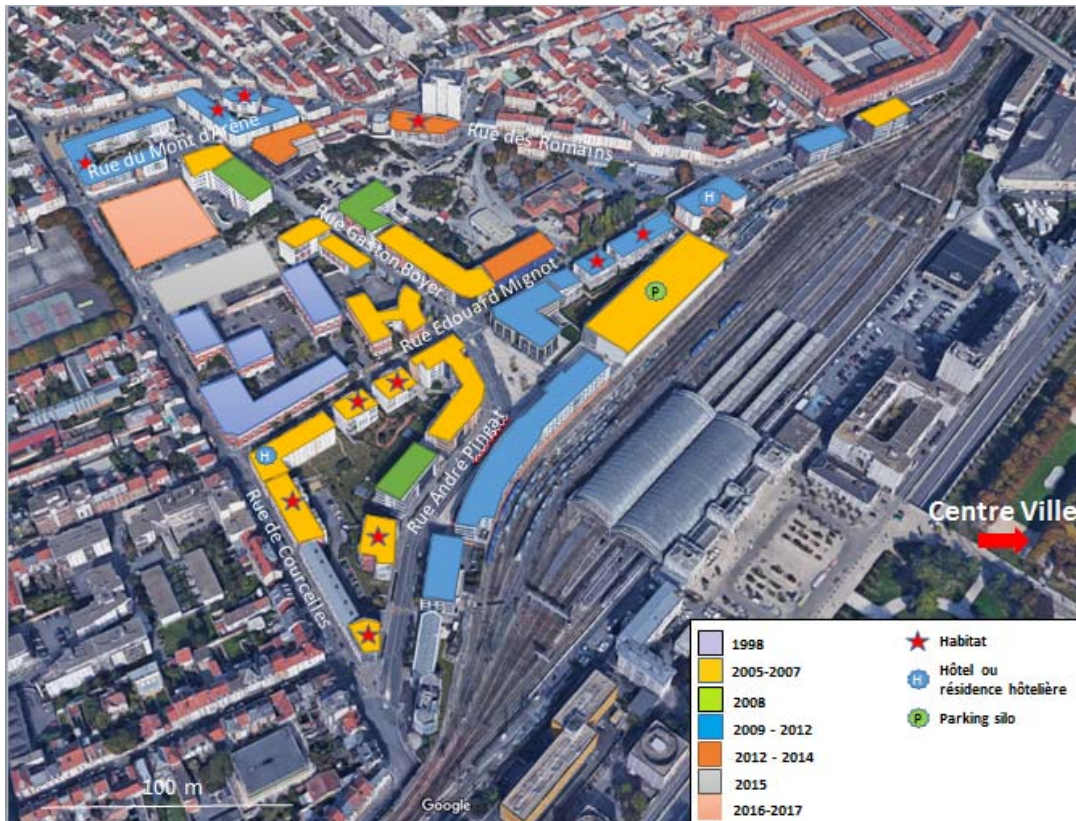 Rue du Mont d'Arène
Rue des Romains
H
Rue Gaston Boyer
P
Rue Edouard Mignot
H
Rue André Pingat
Rue de Courcelles
Centre Ville
100 m
Google
1998
2005-2007
2008
2009 - 2012
2012 - 2014
2015
2016-2017
Habitat
H
Hôtel ou
résidence hôtelière
P
Parking silo